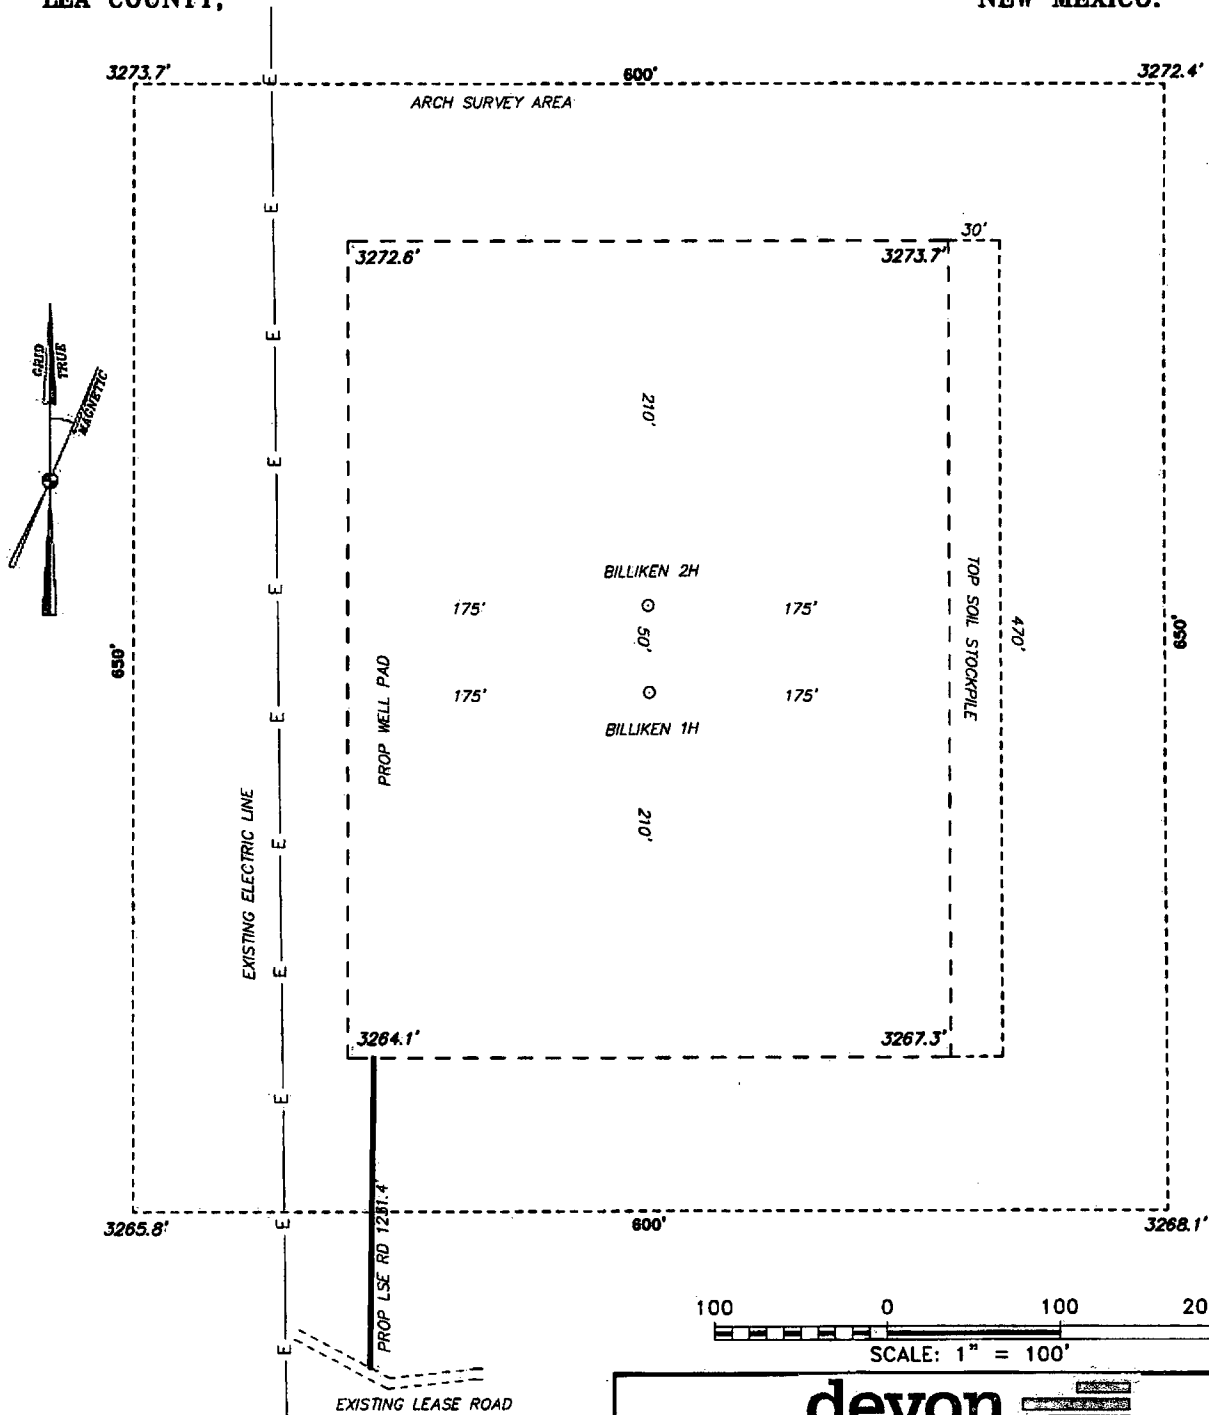 LEA COUNTY, NEW MEXICO.
3273.7' 600' 3272.4'
ARCH SURVEY AREA
30'
3272.6' 3273.7'
GRID
TRUE
MAGNETIC
210'
BILLIKEN 2H
175' 175'
50'
175' 175'
BILLIKEN 1H
TOP SOIL STOCKPILE
470'
650'
650'
PROP WELL PAD
210'
EXISTING ELECTRIC LINE
E
E
E
E
E
E
E
E
E
E
E
3264.1' 3267.3'
3265.8' 600' 3268.1'
PROP LSE RD 1231.4'
100 0 100 20
SCALE: 1" = 100'
EXISTING LEASE ROAD
devon